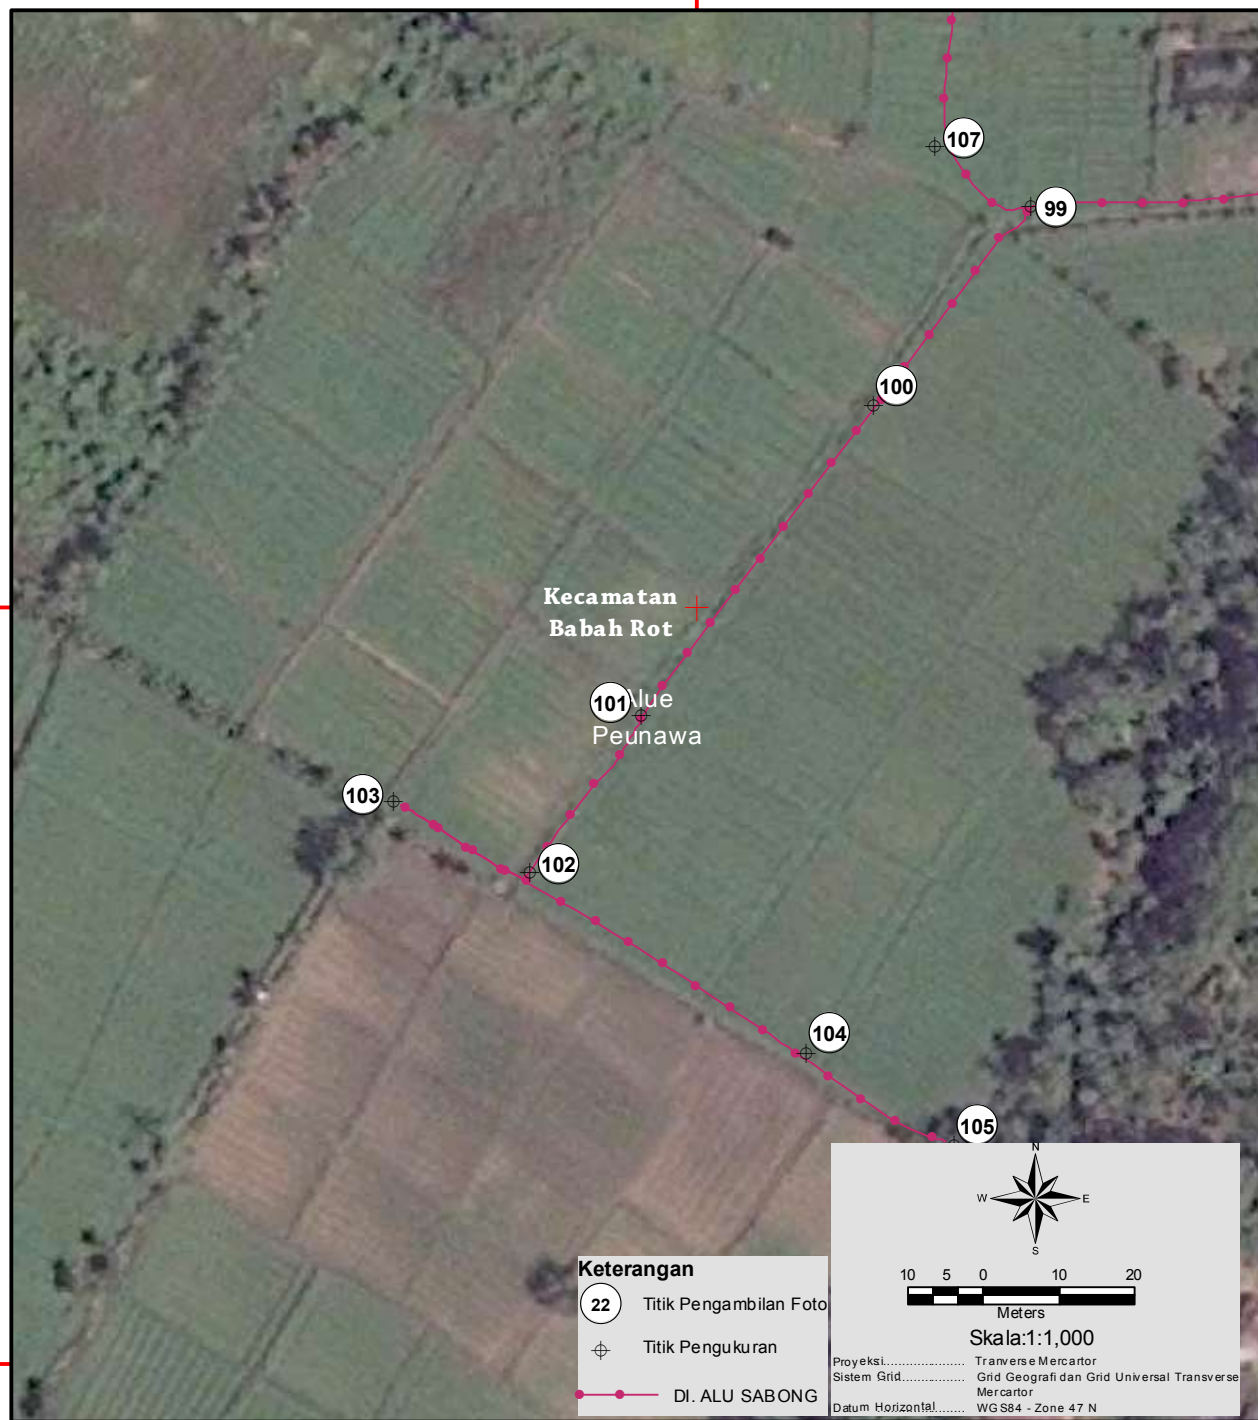 107
99
100
Kecamatan
Babah Rot
101
Alue
Peunawa
103
102
104
105
N
W E
S
10 5 0 10 20
Meters
Skala:1:1,000
Proyeksi..................... Tranverse Mercartor
Sistem Grid................ Grid Geografi dan Grid Universal Transverse
Mercartor
Datum Horizontal........ WGS84 - Zone 47 N
Keterangan
22 Titik Pengambilan Foto
Titik Pengukuran
DI. ALU SABONG